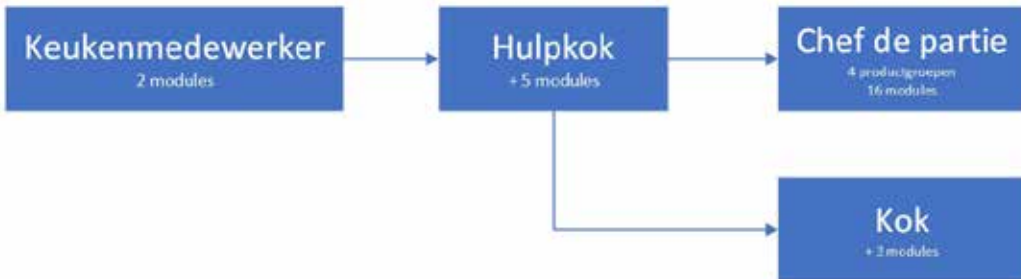 Keukenmedewerker
2 modules
Hulpkok
+ 5 modules
Chef de partie
4 productgroepen
16 modules
Kok
+ 3 modules